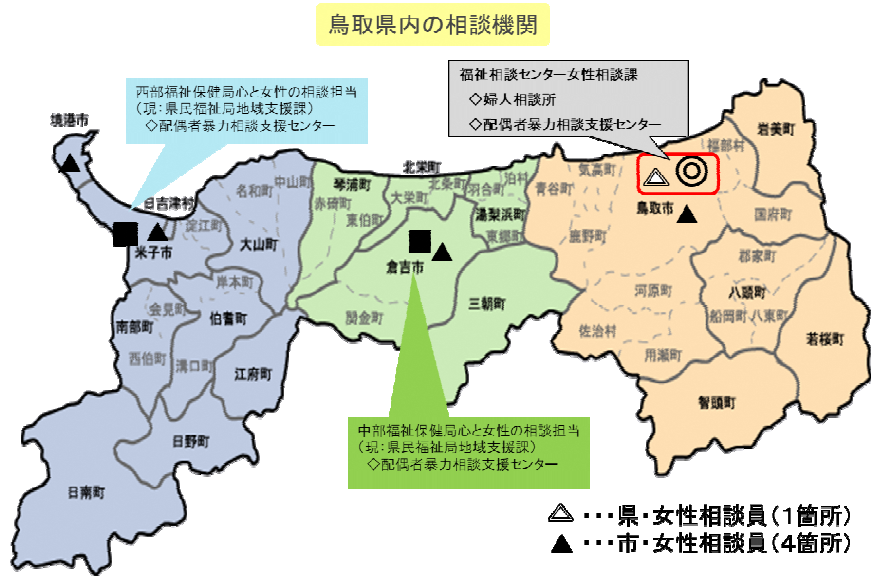 鳥取県内の相談機関
西部福祉保健局心と女性の相談担当
（現：県民福祉局地域支援課）
◇配偶者暴力相談支援センター
福祉相談センター女性相談課
◇婦人相談所
◇配偶者暴力相談支援センター
境港市
日吉津村
米子市
淀江町
名和町
中山町
大山町
岸本町
会見町
南部町
伯耆町
西伯町
溝口町
江府町
日野町
日南町
琴浦町
赤碕町
東伯町
北栄町
大栄町
北条町
羽合町
泊村
湯梨浜町
東郷町
倉吉市
関金町
三朝町
青谷町
気高町
鹿野町
鳥取市
福部村
岩美町
国府町
郡家町
八頭町
船岡町
八東町
河原町
佐治村
用瀬町
智頭町
若桜町
中部福祉保健局心と女性の相談担当
（現：県民福祉局地域支援課）
◇配偶者暴力相談支援センター
△・・・県・女性相談員（1箇所）
▲・・・市・女性相談員（4箇所）